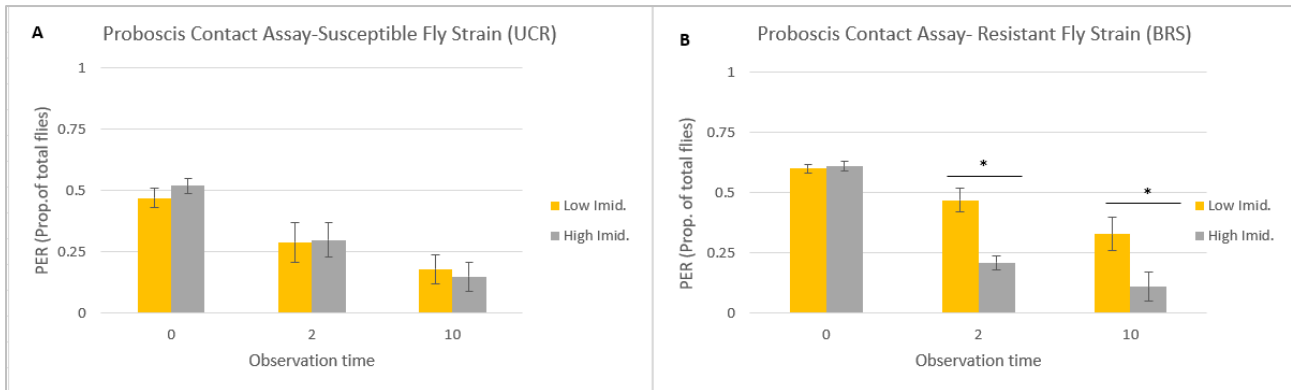 A
Proboscis Contact Assay-Susceptible Fly Strain (UCR)
1
0.75
0.5
0.25
0
PER (Prop.of total flies)
0 2 10
Observation time
Low Imid.
High Imid.
B
Proboscis Contact Assay- Resistant Fly Strain (BRS)
1
0.75
0.5
0.25
0
PER (Prop. of total flies)
* *
0 2 10
Observation time
Low Imid.
High Imid.